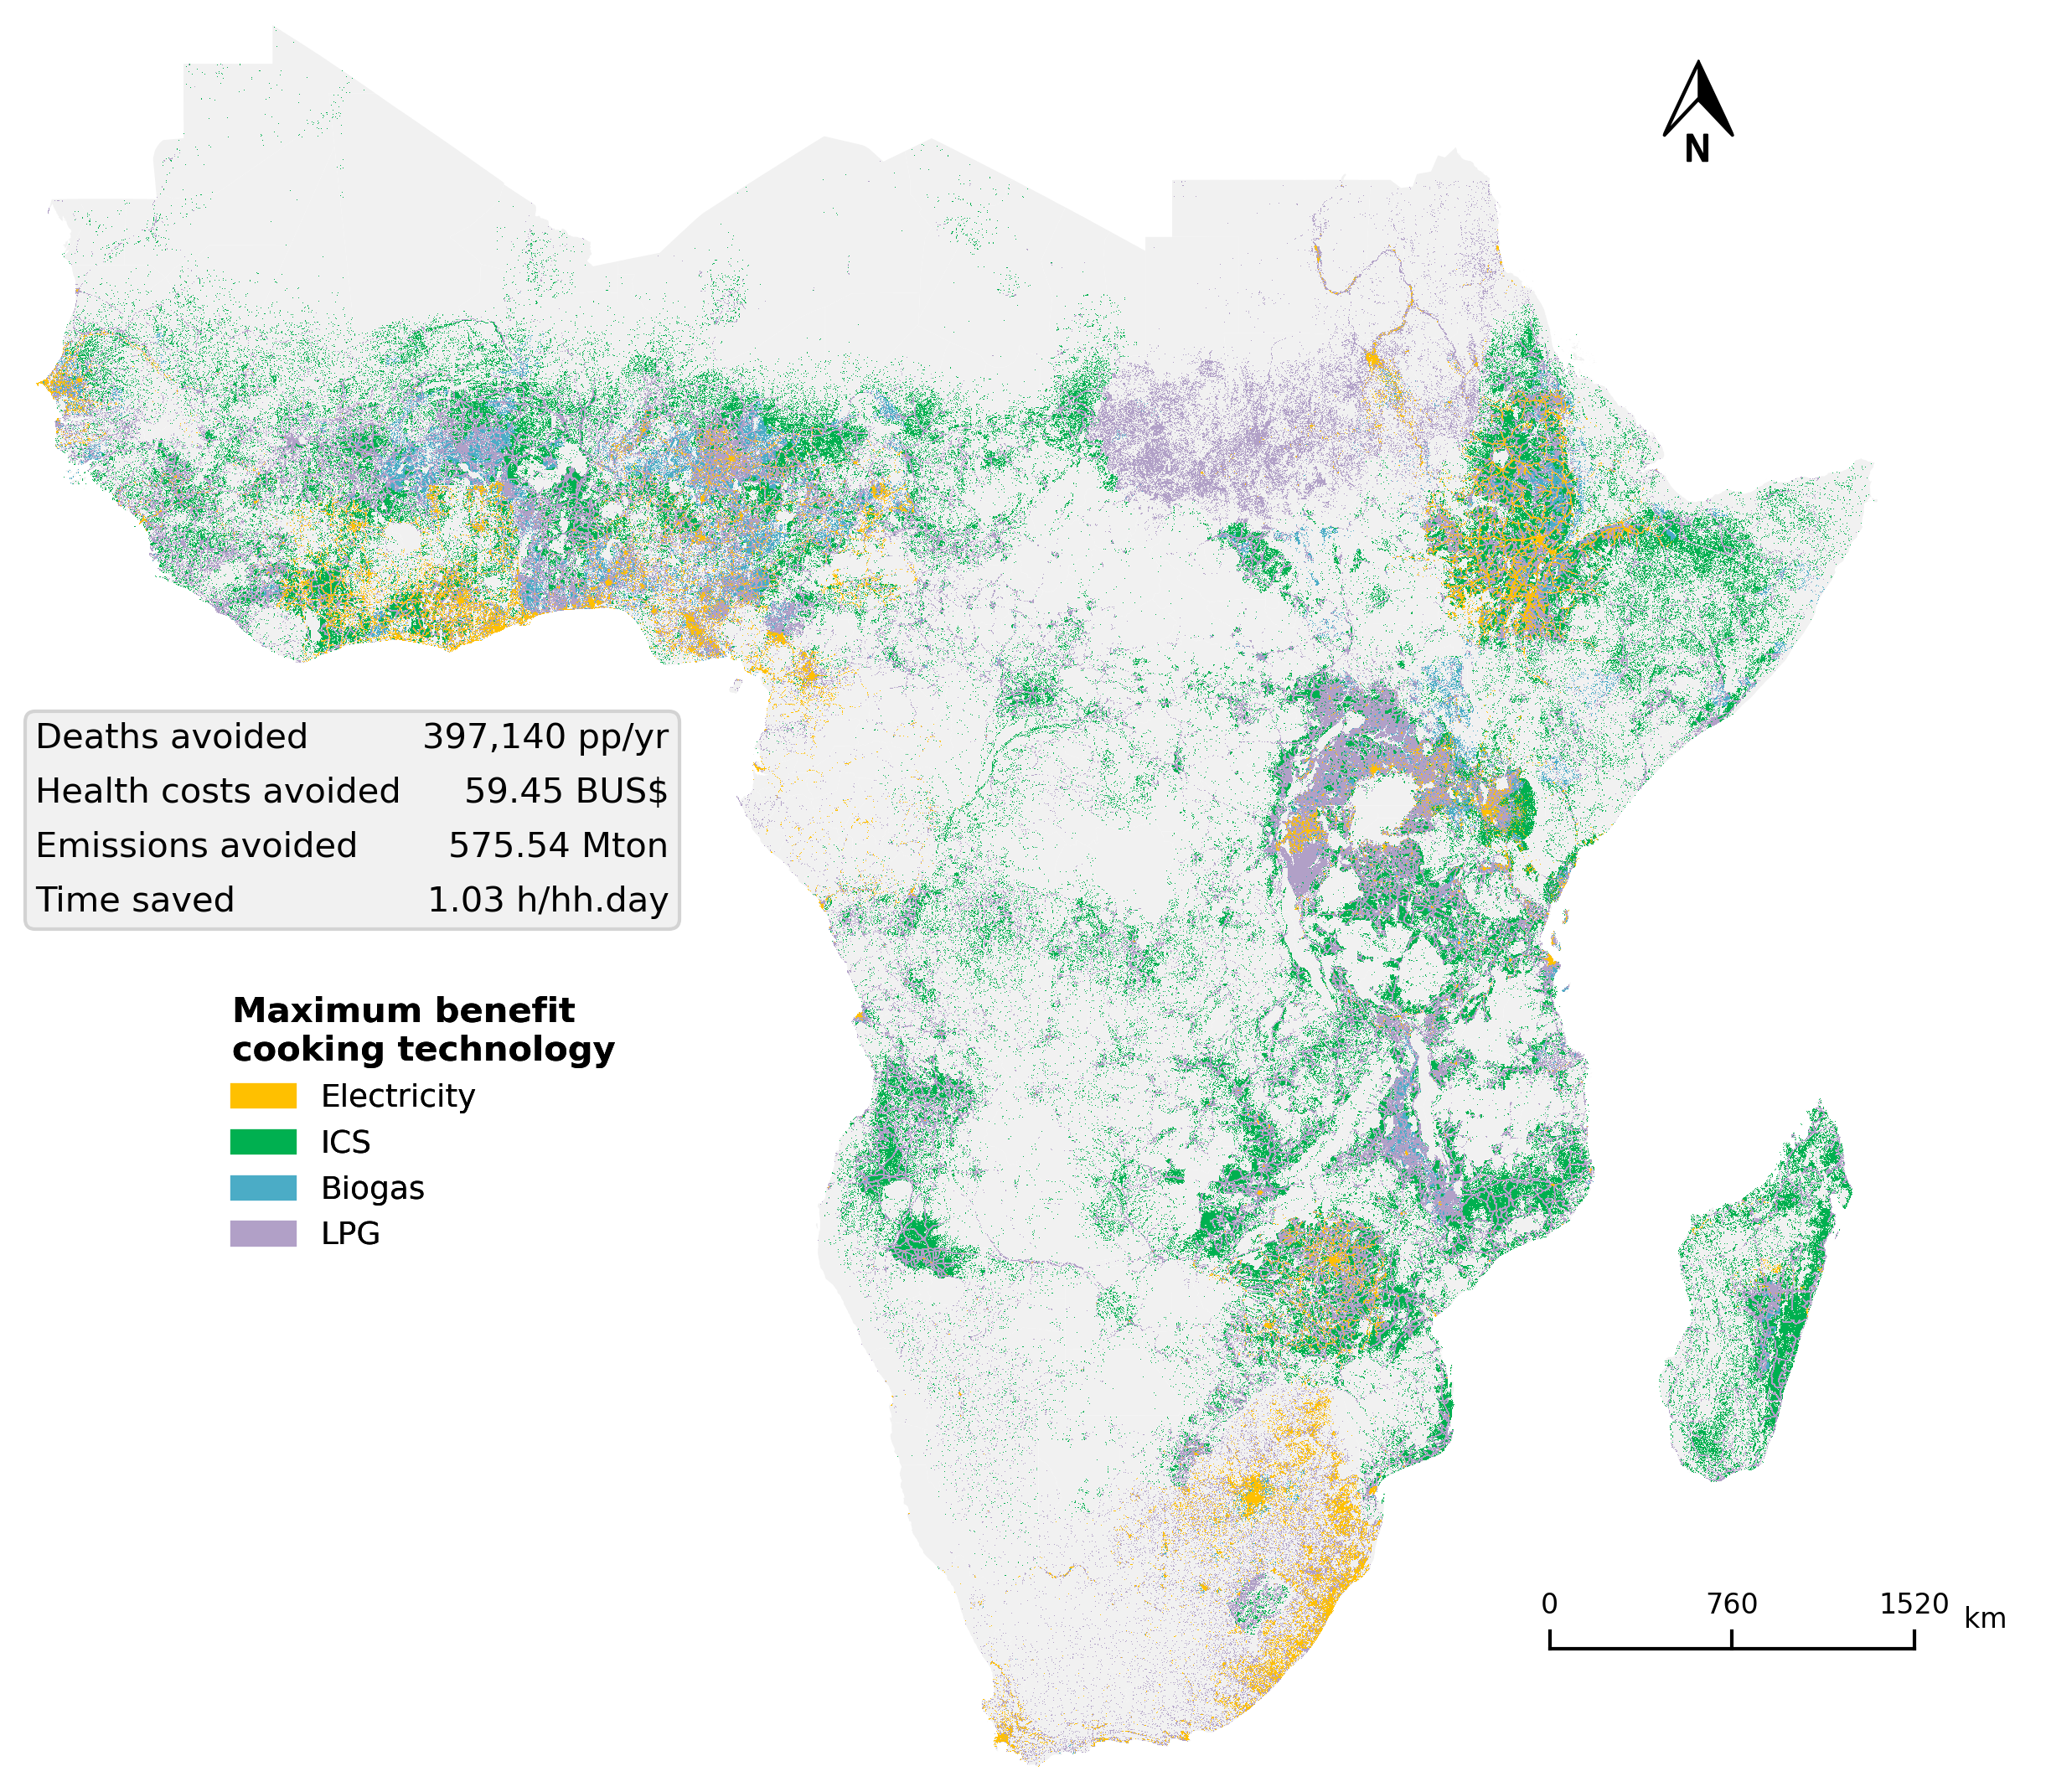 N
Deaths avoided 397,140 pp/yr
Health costs avoided 59.45 BUS$
Emissions avoided 575.54 Mton
Time saved 1.03 h/hh.day
Maximum benefit
cooking technology
Electricity
ICS
Biogas
LPG
0 760 1520 km